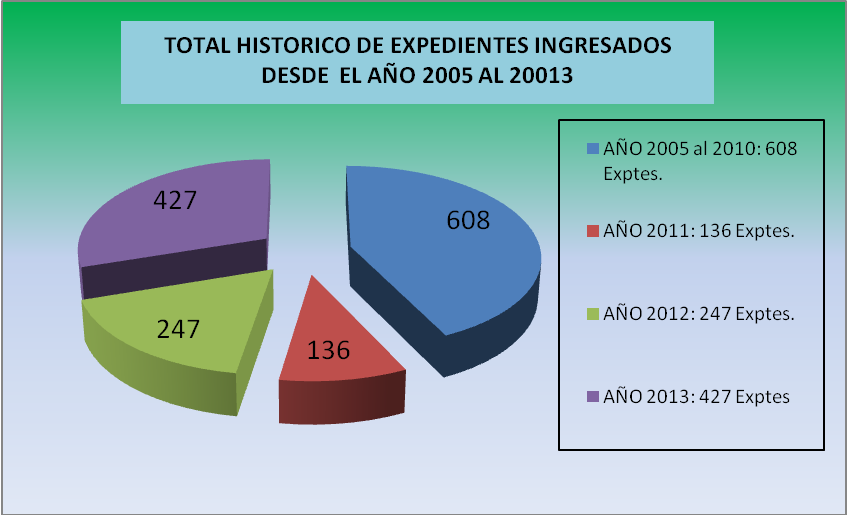 TOTAL HISTORICO DE EXPEDIENTES INGRESADOS
DESDE  EL AÑO 2005 AL 20013
427
608
247
136
AÑO 2005 al 2010: 608
Exptes.
AÑO 2011: 136 Exptes.
AÑO 2012: 247 Exptes.
AÑO 2013: 427 Exptes